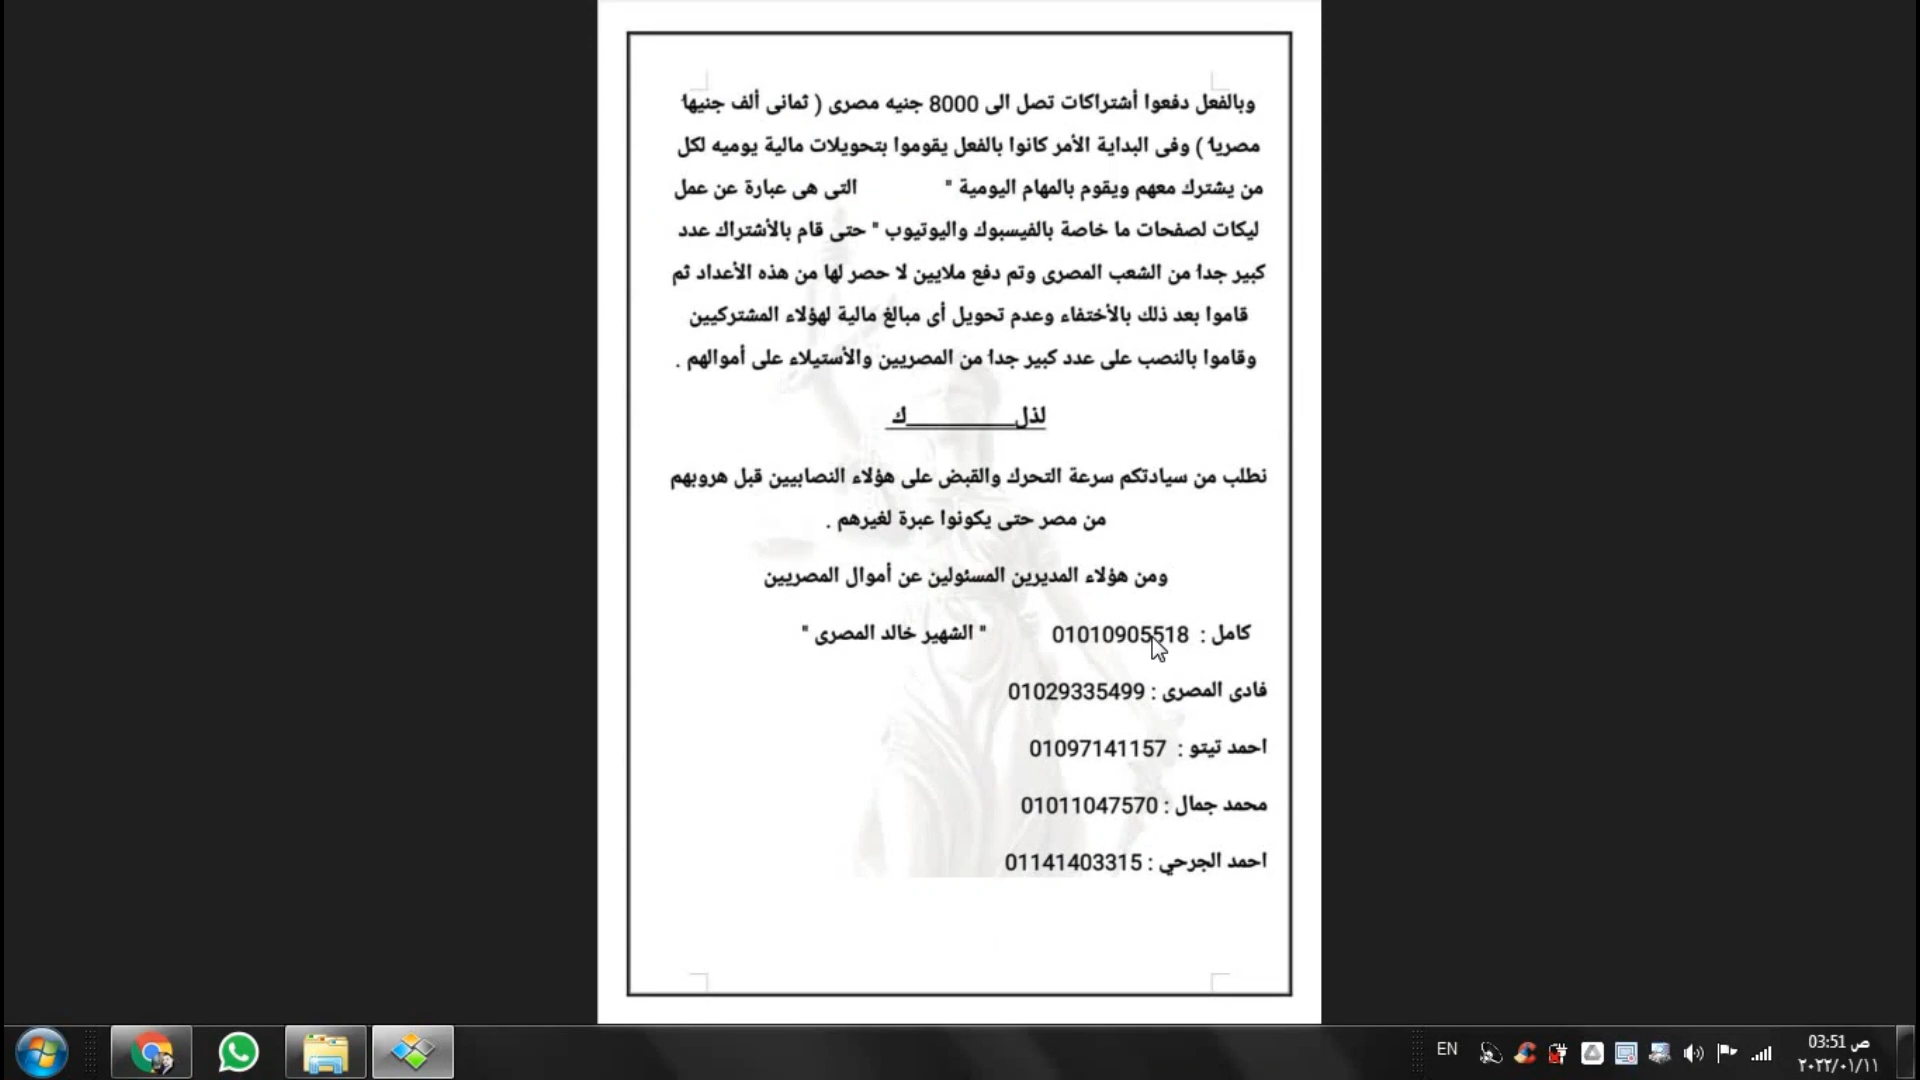 وبالفعل دفعوا أشتراكات تصل الى 8000 جنيه مصرى ( ثمانى ألف جنيهاً
مصرياً ) وفى البداية الأمر كانوا بالفعل يقوموا بتحويلات مالية يوميه لكل
من يشترك معهم ويقوم بالمهام اليومية " التى هى عبارة عن عمل
ليكات لصفحات ما خاصة بالفيسبوك واليوتيوب " حتى قام بالأشتراك عدد
كبير جداً من الشعب المصرى وتم دفع ملايين لا حصر لها من هذه الأعداد ثم
قاموا بعد ذلك بالأختفاء وعدم تحويل أى مبالغ مالية لهؤلاء المشتركيين
وقاموا بالنصب على عدد كبير جداً من المصريين والأستيلاء على أموالهم .
لذلـــــــــــك
نطلب من سيادتكم سرعة التحرك والقبض على هؤلاء النصابيين قبل هروبهم
من مصر حتى يكونوا عبرة لغيرهم .
ومن هؤلاء المديرين المسئولين عن أموال المصريين
كامل : 01010905518 " الشهير خالد المصرى "
فادى المصرى : 01029335499
احمد تيتو : 01097141157
محمد جمال : 01011047570
احمد الجرحي : 01141403315
EN
03:51 ص
٢٠٢٢/٠١/١١